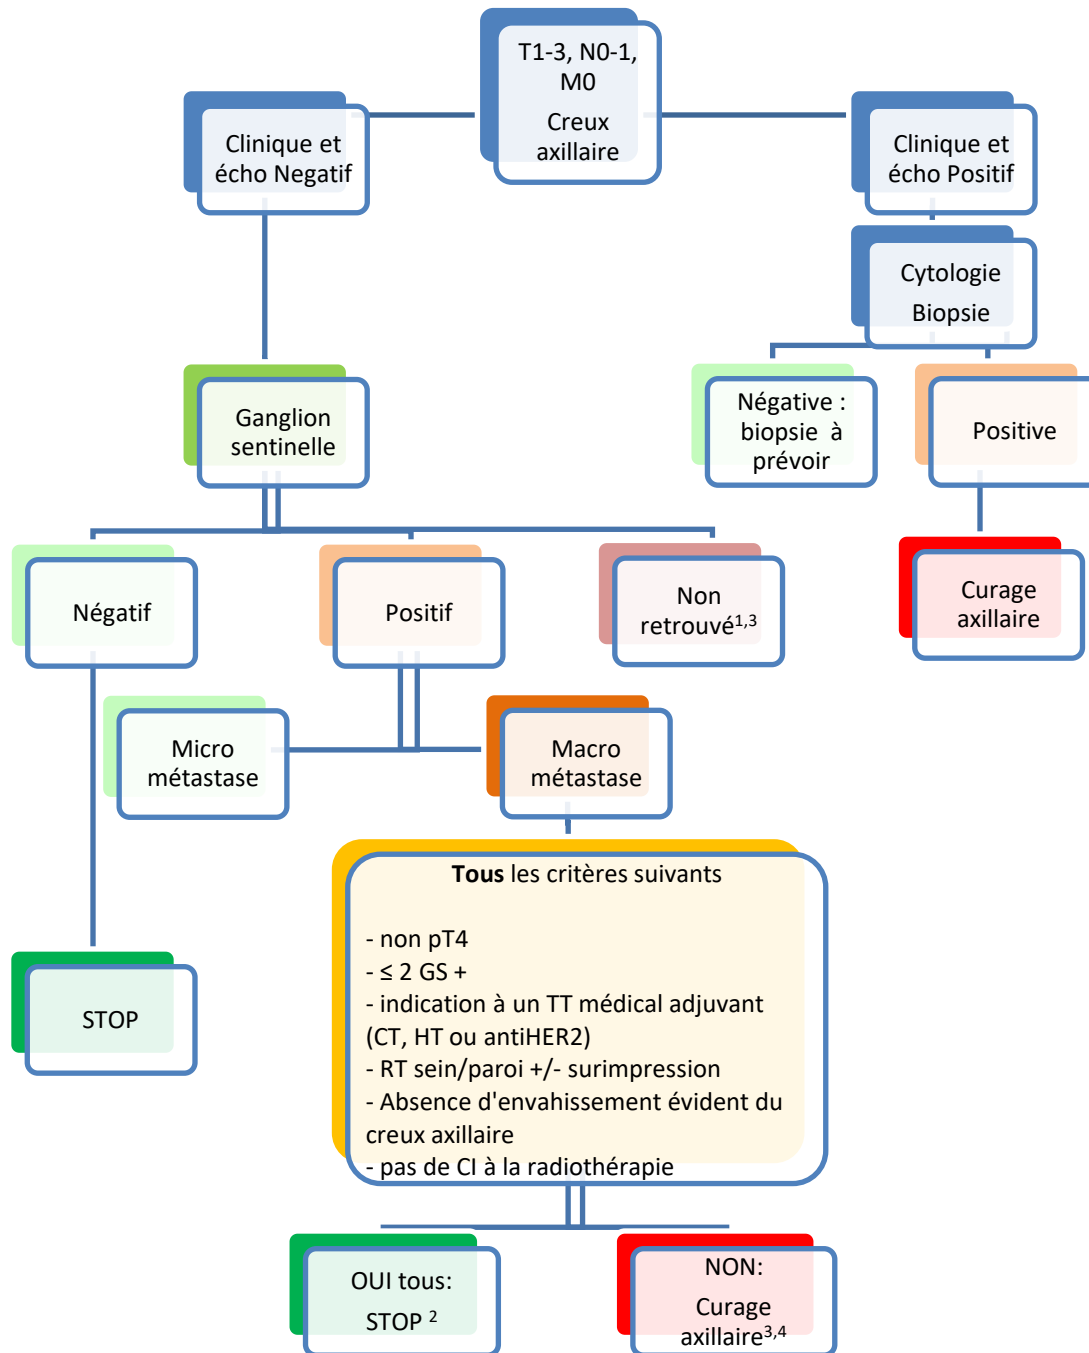 T1-3, N0-1,
M0
Creux
axillaire
Clinique et
écho Negatif
Clinique et
écho Positif
Cytologie
Biopsie
Ganglion
sentinelle
Négative :
biopsie à
prévoir
Positive
Négatif
Positif
Non
retrouvé1,3
Curage
axillaire
Micro
métastase
Macro
métastase
Tous les critères suivants
- non pT4
- ≤ 2 GS +
- indication à un TT médical adjuvant
(CT, HT ou antiHER2)
- RT sein/paroi +/- surimpression
- Absence d'envahissement évident du
creux axillaire
- pas de CI à la radiothérapie
STOP
OUI tous:
STOP 2
NON:
Curage
axillaire3,4